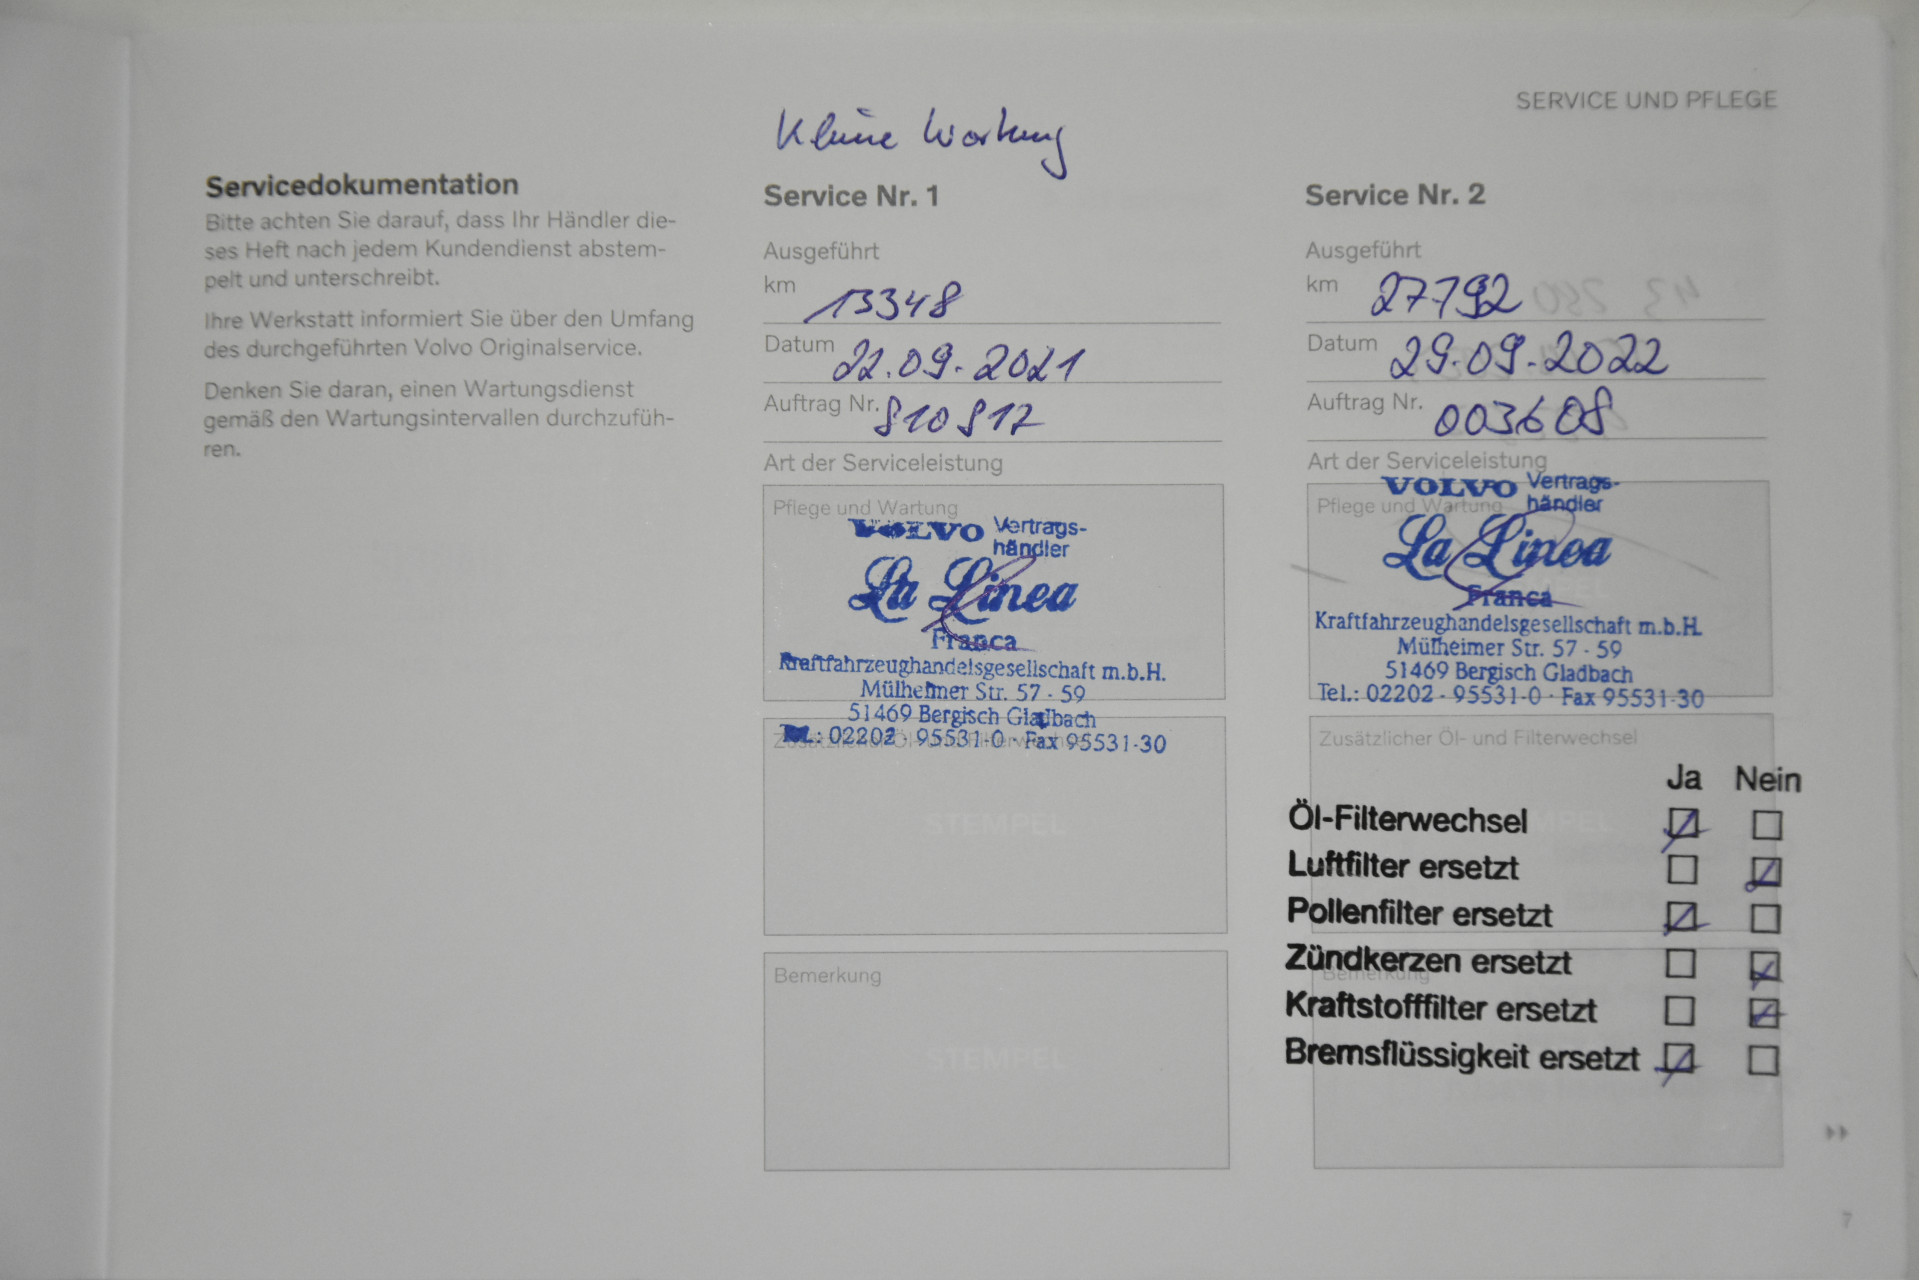 SERVICE UND PFLEGE
Servicedokumentation
Bitte achten Sie darauf, dass Ihr Händler die-
ses Heft nach jedem Kundendienst abstem-
pelt und unterschreibt.
Ihre Werkstatt informiert Sie über den Umfang
des durchgeführten Volvo Originalservice.
Denken Sie daran, einen Wartungsdienst
gemäß den Wartungsintervallen durchzufüh-
ren.
Kleine Wartung
Service Nr. 1
Ausgeführt
km 13348
Datum 22.09.2021
Auftrag Nr. 810817
Art der Serviceleistung
Pflege und Wartung
VOLVO Vertrags-
händler
La Linea
Franca
Kraftfahrzeughandelsgesellschaft m.b.H.
Mülheimer Str. 57 - 59
51469 Bergisch Gladbach
Tel.: 02202 - 95531-0 · Fax 95531-30
Zusätzlicher Öl- und Filterwechsel
STEMPEL
Bemerkung
STEMPEL
Service Nr. 2
Ausgeführt
km 27792
Datum 29.09.2022
Auftrag Nr. 003608
Art der Serviceleistung
Pflege und Wartung
VOLVO Vertrags-
händler
La Linea
Franca
Kraftfahrzeughandelsgesellschaft m.b.H.
Mülheimer Str. 57 - 59
51469 Bergisch Gladbach
Tel.: 02202 - 95531-0 · Fax 95531-30
Zusätzlicher Öl- und Filterwechsel
Ja Nein
Öl-Filterwechsel
Luftfilter ersetzt
Pollenfilter ersetzt
Zündkerzen ersetzt
Bemerkung
Kraftstofffilter ersetzt
Bremsflüssigkeit ersetzt
7